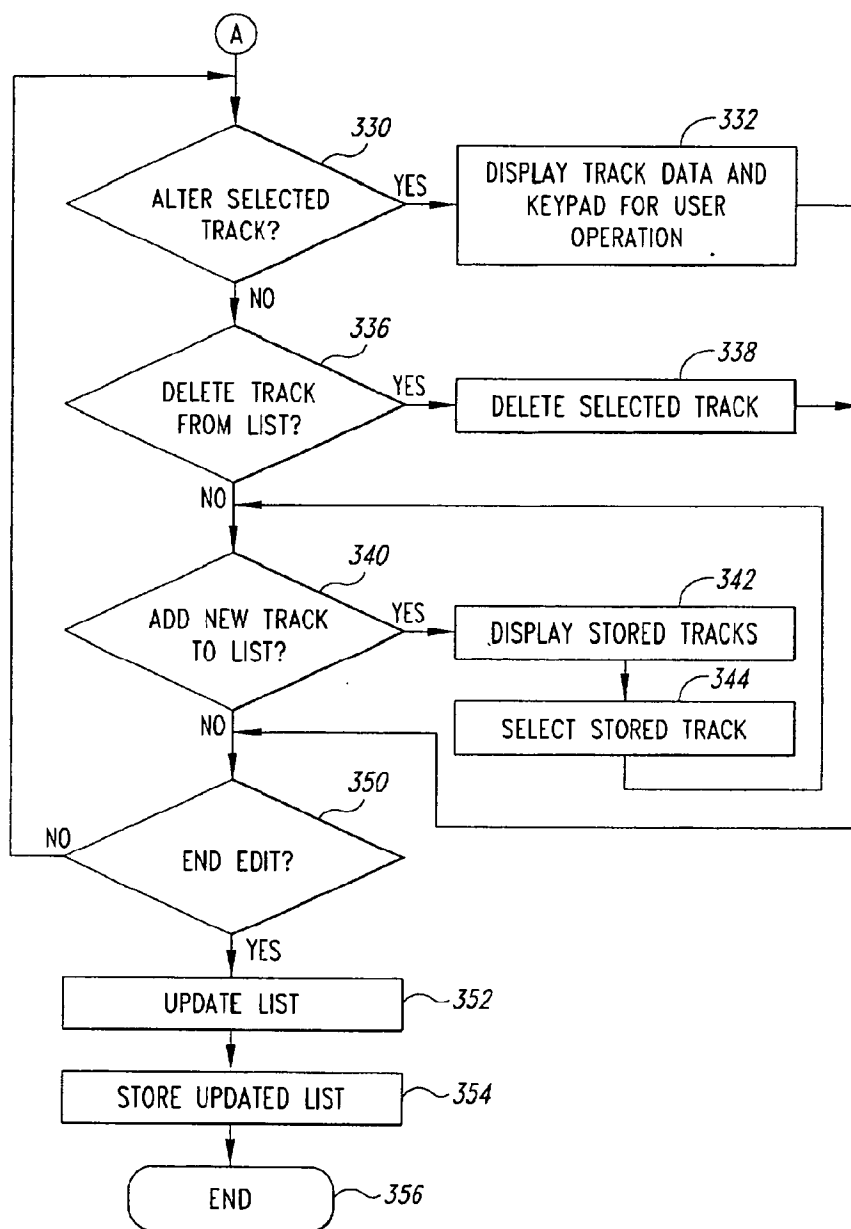 A
330
ALTER SELECTED
TRACK?
YES
NO
332
DISPLAY TRACK DATA AND
KEYPAD FOR USER
OPERATION
336
DELETE TRACK
FROM LIST?
YES
NO
338
DELETE SELECTED TRACK
340
ADD NEW TRACK
TO LIST?
YES
NO
342
DISPLAY STORED TRACKS
344
SELECT STORED TRACK
350
END EDIT?
NO
YES
UPDATE LIST
352
STORE UPDATED LIST
354
END
356